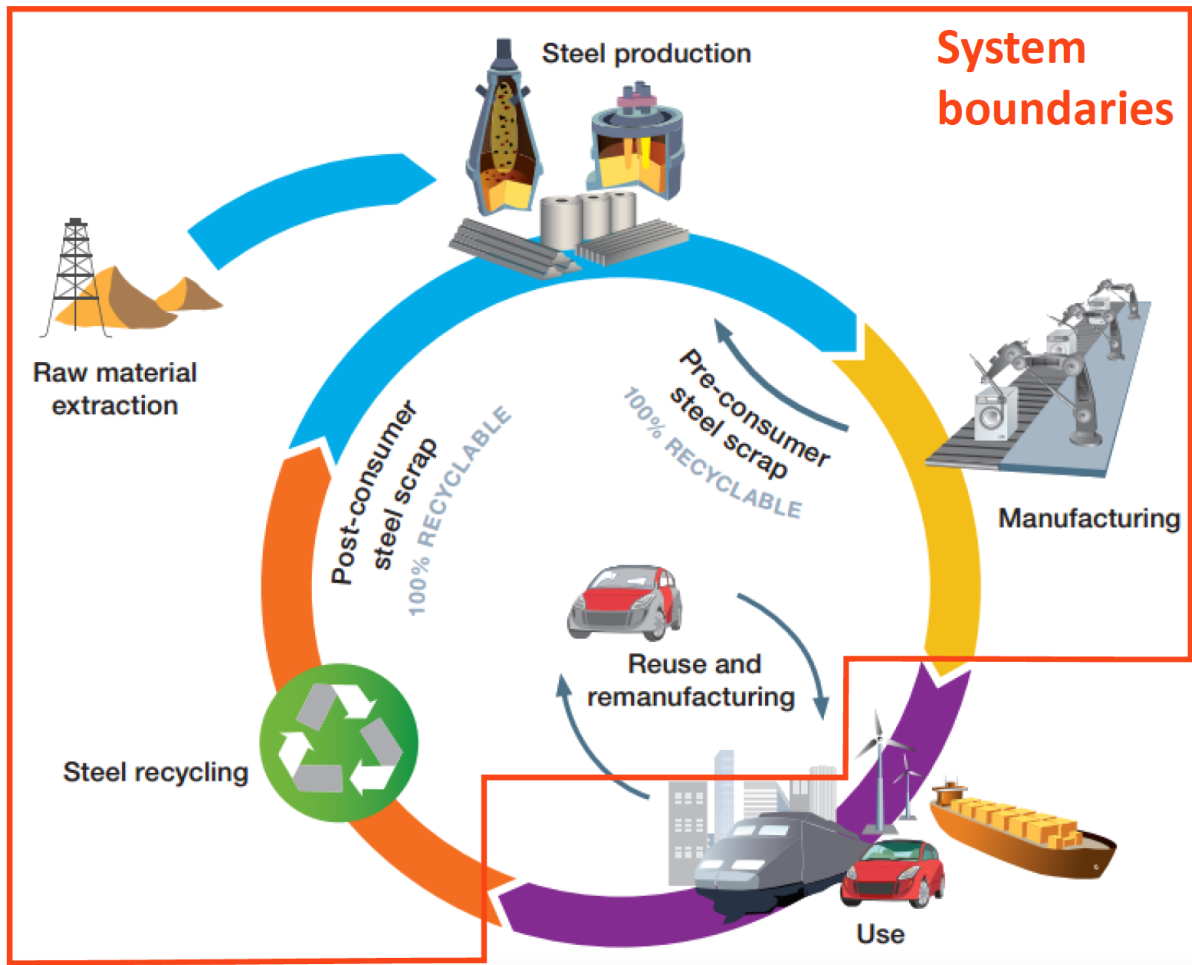 System
boundaries
Steel production
Raw material
extraction
Pre-consumer
steel scrap
100% RECYCLABLE
Post-consumer
steel scrap
100% RECYCLABLE
Manufacturing
Reuse and
remanufacturing
Steel recycling
Use